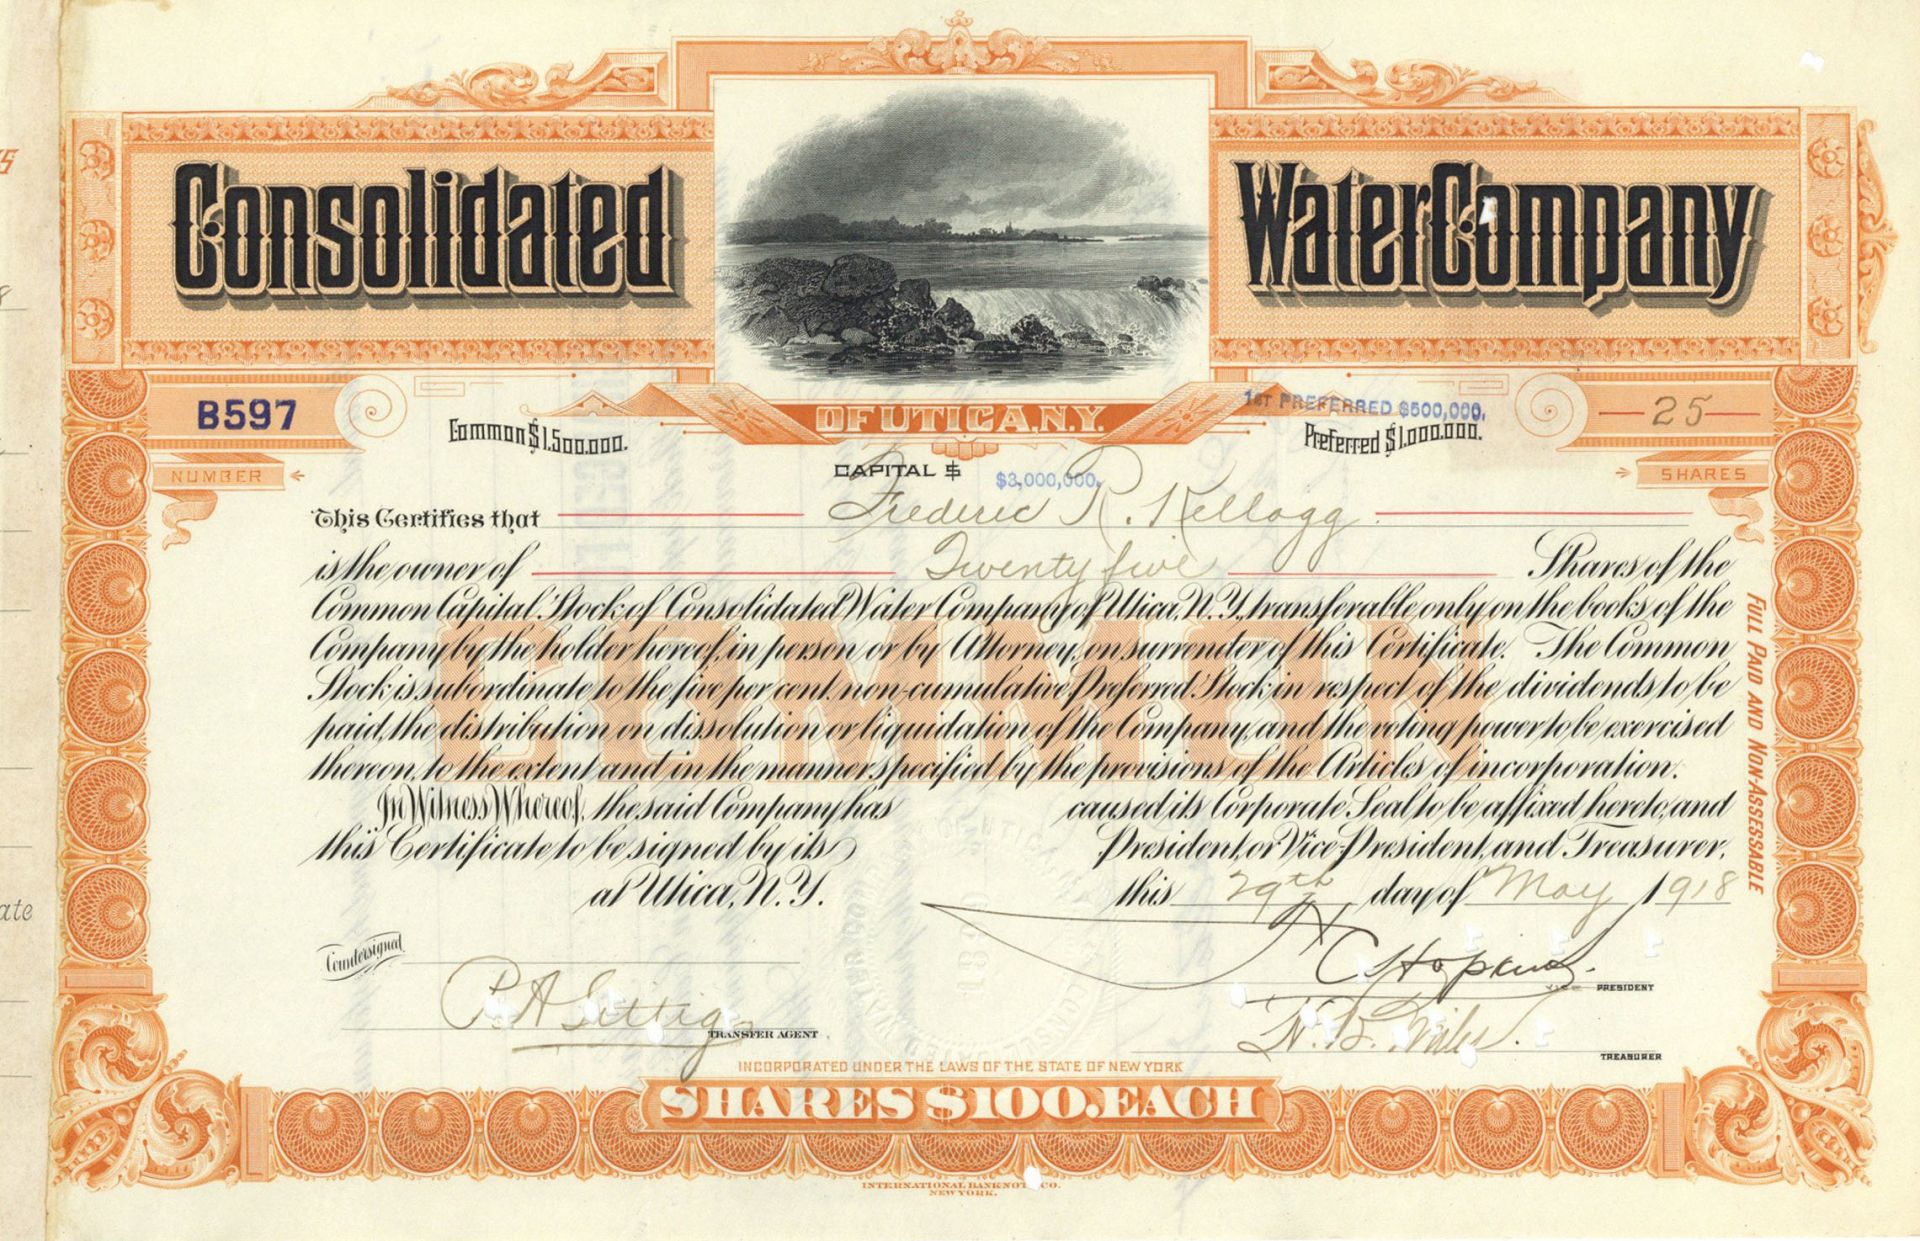 Consolidated Water Company
OF UTICA, N.Y.
B597
NUMBER
Common $1,500,000.
1ST PREFERRED $500,000.
Preferred $1,000,000.
25
SHARES
CAPITAL $ $3,000,000.
This Certifies that Frederic R. Kellogg
is the owner of Twenty five Shares of the
Common Capital Stock of Consolidated Water Company of Utica, N.Y., transferable only on the books of the
Company by the holder hereof, in person or by Attorney, on surrender of this Certificate. The Common
Stock is subordinate to the five per cent. non-cumulative Preferred Stock in respect of the dividends to be
paid, the distribution on dissolution or liquidation of the Company, and the voting power to be exercised
thereon, to the extent and in the manner specified by the provisions of the Articles of incorporation.
COMMON
In Witness Whereof, the said Company has caused its Corporate Seal to be affixed hereto, and
this Certificate to be signed by its President, or Vice-President, and Treasurer,
at Utica, N.Y. this 29th day of May 1918
FULL PAID AND NON-ASSESSABLE
Countersigned
TRANSFER AGENT
Hopkins
VICE PRESIDENT
TREASURER
INCORPORATED UNDER THE LAWS OF THE STATE OF NEW YORK
SHARES $100. EACH
INTERNATIONAL BANK NOTE CO.
NEW YORK.